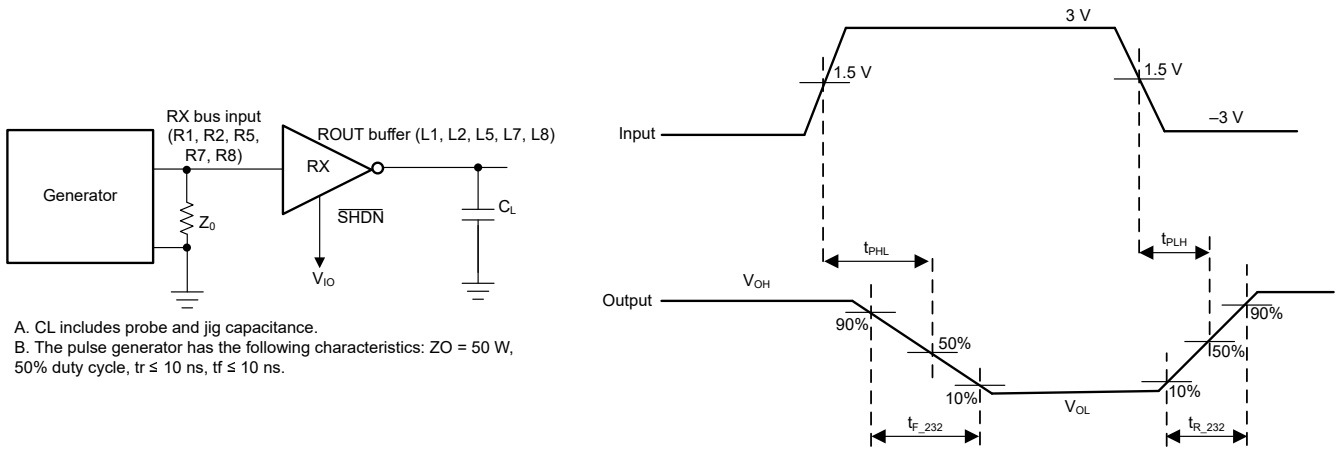 RX bus input
(R1, R2, R5,
R7, R8)
ROUT buffer (L1, L2, L5, L7, L8)
Generator
RX
Z0
SHDN
CL
VIO
A. CL includes probe and jig capacitance.
B. The pulse generator has the following characteristics: ZO = 50 W,
50% duty cycle, tr ≤ 10 ns, tf ≤ 10 ns.
3 V
1.5 V
1.5 V
Input
–3 V
tPHL
tPLH
Output
VOH
90%
50%
10%
VOL
90%
50%
10%
tF_232
tR_232